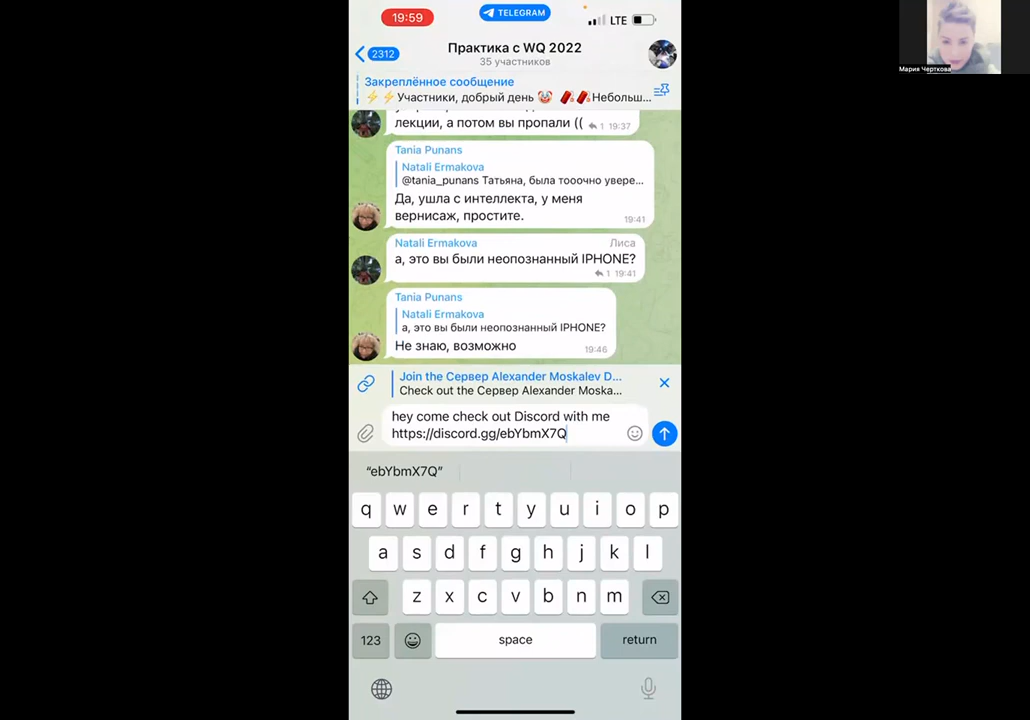 19:59
TELEGRAM
LTE
Мария Черткова
2312
Практика с WQ 2022
35 участников
Закреплённое сообщение
⚡⚡Участники, добрый день 🤡 🧨🧨Небольш...
лекции, а потом вы пропали ((
1 19:37
Tania Punans
Natali Ermakova
@tania_punans Татьяна, была тооочно увере...
Да, ушла с интеллекта, у меня
вернисаж, простите.
19:41
Natali Ermakova Лиса
а, это вы были неопознанный IPHONE?
1 19:41
Tania Punans
Natali Ermakova
а, это вы были неопознанный IPHONE?
Не знаю, возможно
19:46
Join the Сервер Alexander Moskalev D...
Check out the Сервер Alexander Moska...
hey come check out Discord with me
https://discord.gg/ebYbmX7Q
“ebYbmX7Q”
q w e r t y u i o p
a s d f g h j k l
z x c v b n m
123 space return